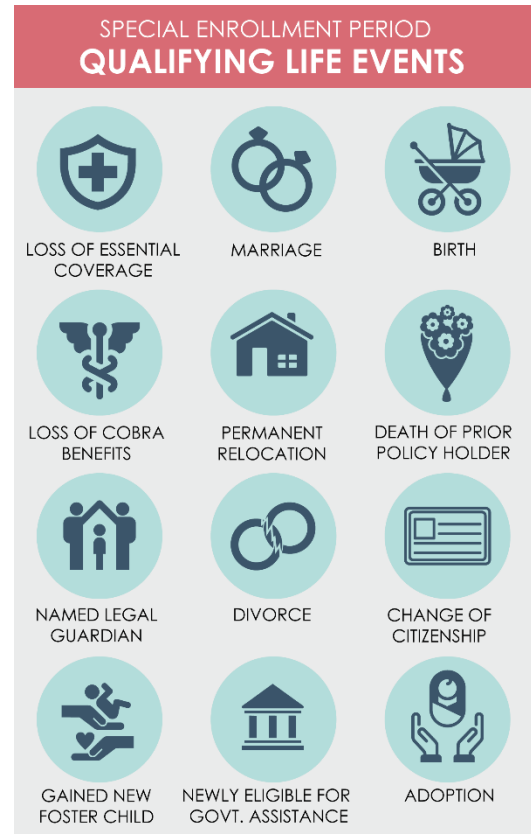 SPECIAL ENROLLMENT PERIOD
QUALIFYING LIFE EVENTS
LOSS OF ESSENTIAL
COVERAGE
MARRIAGE
BIRTH
LOSS OF COBRA
BENEFITS
PERMANENT
RELOCATION
DEATH OF PRIOR
POLICY HOLDER
NAMED LEGAL
GUARDIAN
DIVORCE
CHANGE OF
CITIZENSHIP
GAINED NEW
FOSTER CHILD
NEWLY ELIGIBLE FOR
GOVT. ASSISTANCE
ADOPTION